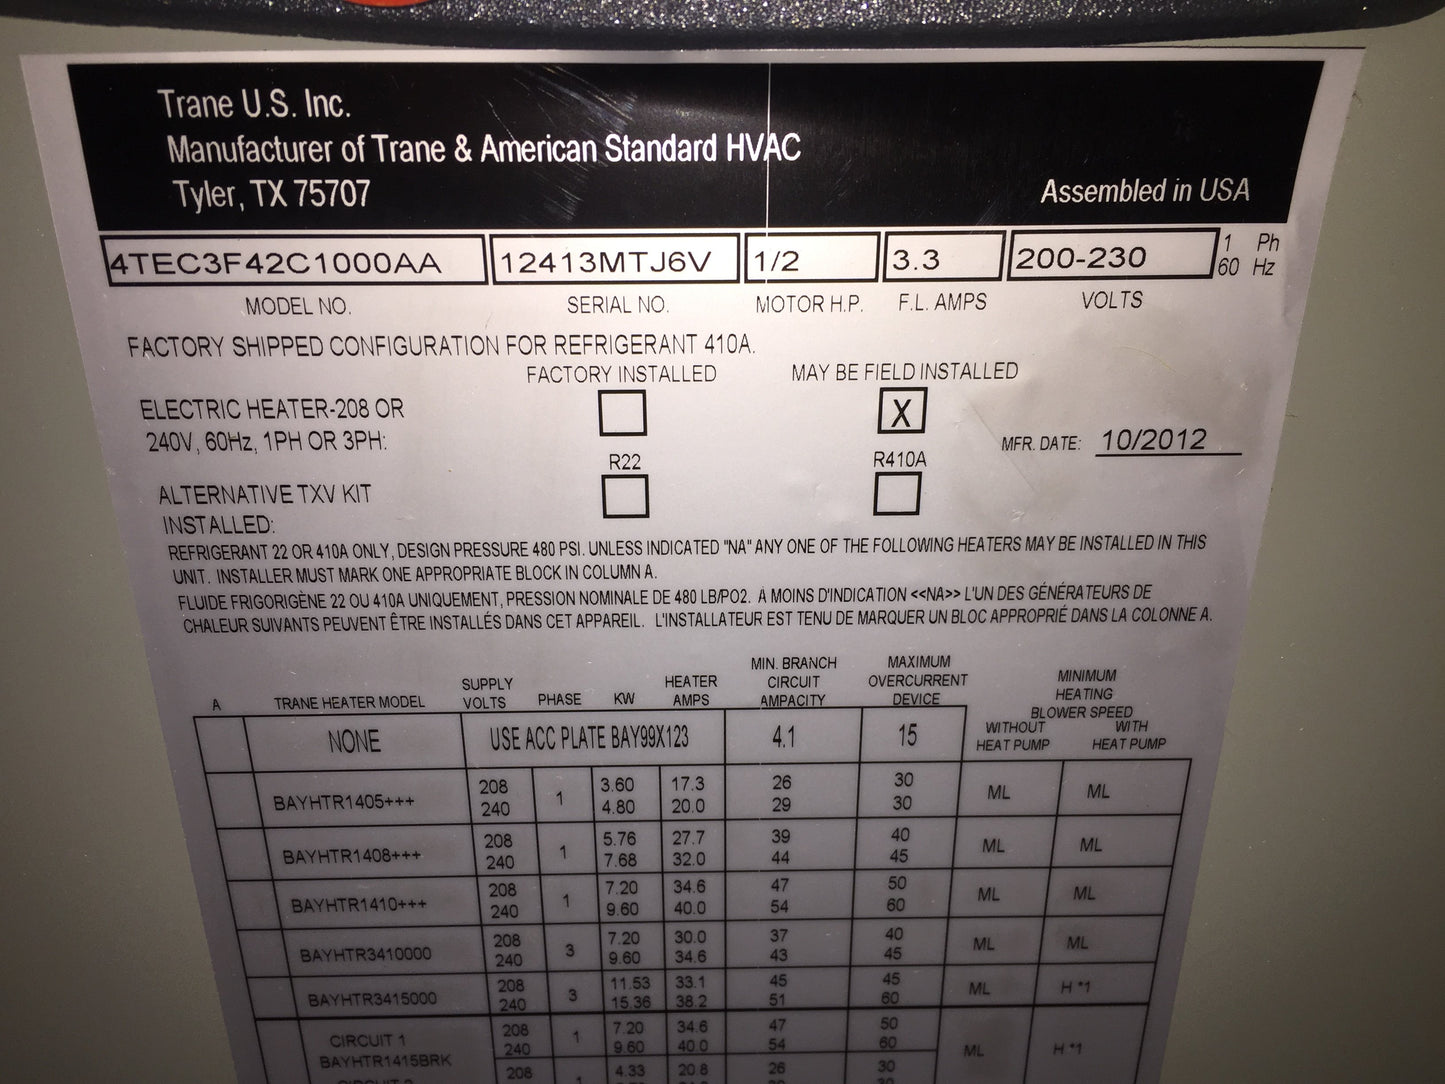 Trane U.S. Inc.
Manufacturer of Trane & American Standard HVAC
Tyler, TX 75707
Assembled in USA
4TEC3F42C1000AA 12413MTJ6V 1/2 3.3 200-230 1 Ph
60 Hz
MODEL NO. SERIAL NO. MOTOR H.P. F.L. AMPS VOLTS
FACTORY SHIPPED CONFIGURATION FOR REFRIGERANT 410A.
FACTORY INSTALLED MAY BE FIELD INSTALLED
ELECTRIC HEATER-208 OR
240V, 60Hz, 1PH OR 3PH:
X
MFR. DATE: 10/2012
R22 R410A
ALTERNATIVE TXV KIT
INSTALLED:
REFRIGERANT 22 OR 410A ONLY, DESIGN PRESSURE 480 PSI. UNLESS INDICATED "NA" ANY ONE OF THE FOLLOWING HEATERS MAY BE INSTALLED IN THIS
UNIT. INSTALLER MUST MARK ONE APPROPRIATE BLOCK IN COLUMN A.
FLUIDE FRIGORIGÈNE 22 OU 410A UNIQUEMENT, PRESSION NOMINALE DE 480 LB/PO2. A MOINS D'INDICATION <<NA>> L'UN DES GÉNÉRATEURS DE
CHALEUR SUIVANTS PEUVENT ÊTRE INSTALLÉS DANS CET APPAREIL. L'INSTALLATEUR EST TENU DE MARQUER UN BLOC APPROPRIÉ DANS LA COLONNE A.
A TRANE HEATER MODEL SUPPLY VOLTS PHASE KW HEATER AMPS MIN. BRANCH CIRCUIT AMPACITY MAXIMUM OVERCURRENT DEVICE MINIMUM HEATING BLOWER SPEED
WITHOUT HEAT PUMP WITH HEAT PUMP
NONE USE ACC PLATE BAY99X123 4.1 15
BAYHTR1405+++ 208 1 3.60 17.3 26 30 ML ML
240 4.80 20.0 29 30
BAYHTR1408+++ 208 1 5.76 27.7 39 40 ML ML
240 7.68 32.0 44 45
BAYHTR1410+++ 208 1 7.20 34.6 47 50 ML ML
240 9.60 40.0 54 60
BAYHTR3410000 208 3 7.20 30.0 37 40 ML ML
240 9.60 34.6 43 45
BAYHTR3415000 208 3 11.53 33.1 45 45 ML H *1
240 15.36 38.2 51 60
CIRCUIT 1 208 1 7.20 34.6 47 50 ML H *1
BAYHTR1415BRK 240 9.60 40.0 54 60
208 4.33 20.8 26 30